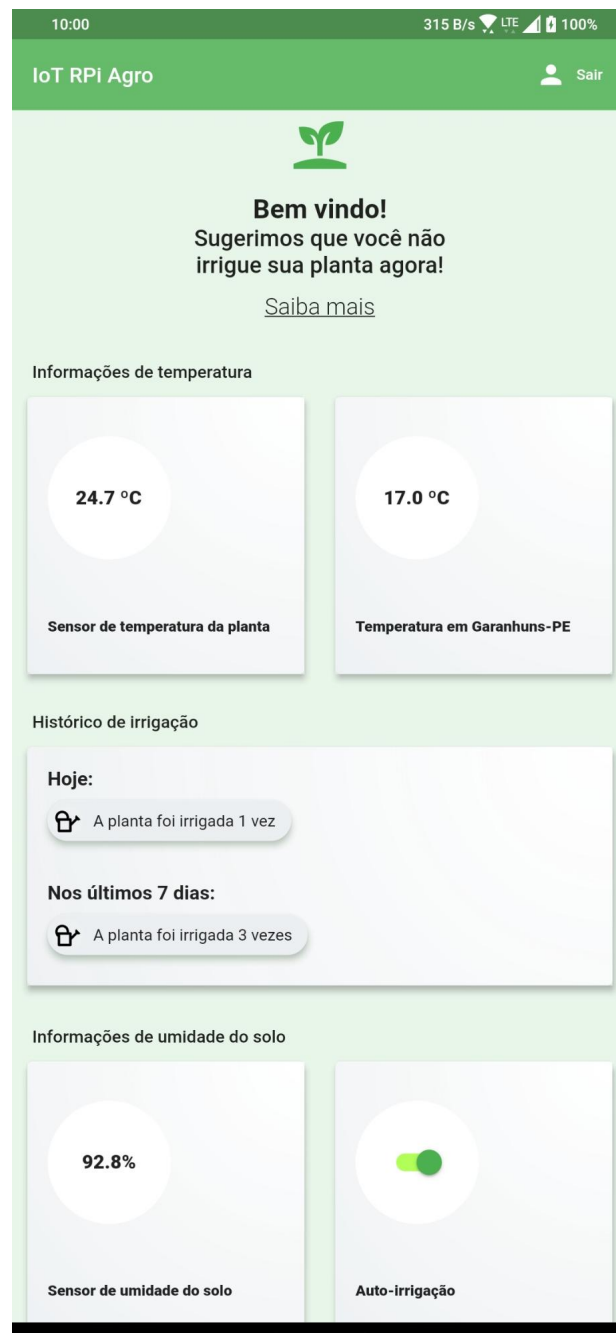 10:00 315 B/s LTE 100%
IoT RPi Agro Sair
Bem vindo!
Sugerimos que você não
irrigue sua planta agora!
Saiba mais
Informações de temperatura
24.7 ºC 17.0 ºC
Sensor de temperatura da planta Temperatura em Garanhuns-PE
Histórico de irrigação
Hoje:
A planta foi irrigada 1 vez
Nos últimos 7 dias:
A planta foi irrigada 3 vezes
Informações de umidade do solo
92.8%
Sensor de umidade do solo Auto-irrigação